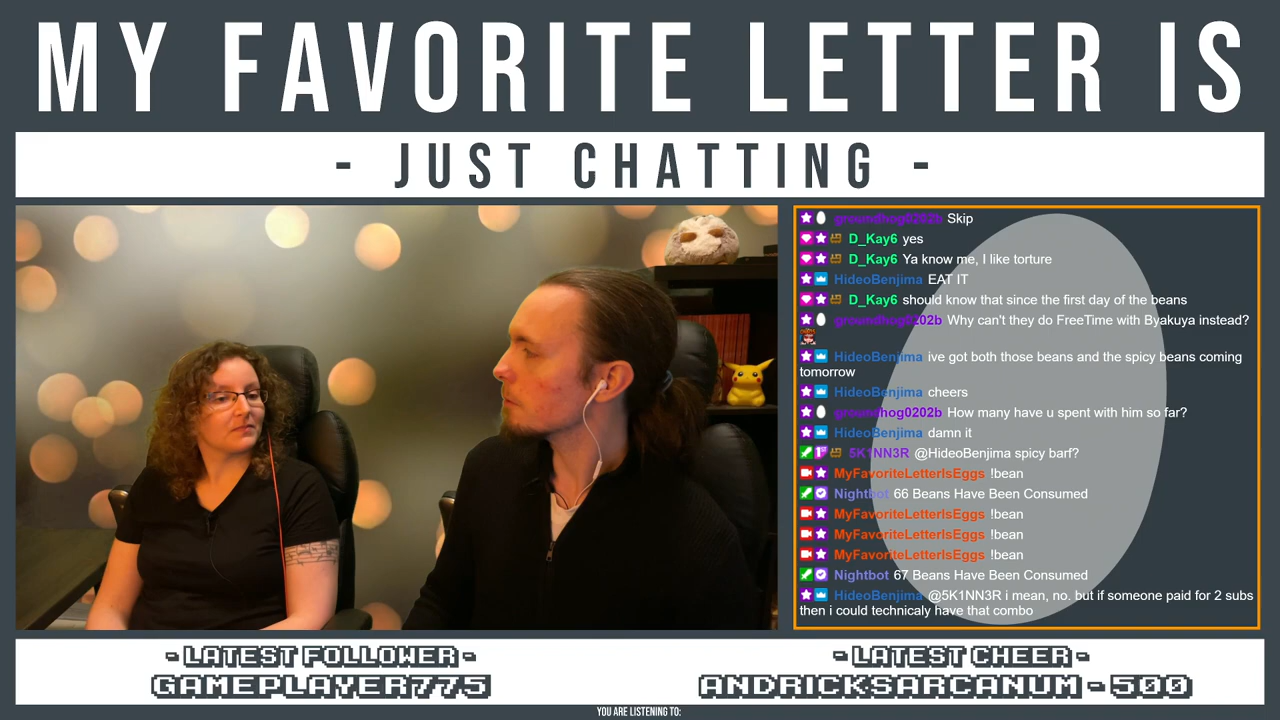 MY FAVORITE LETTER IS
- JUST CHATTING -
groundhog0202b Skip
D_Kay6 yes
D_Kay6 Ya know me, I like torture
HideoBenjima EAT IT
D_Kay6 should know that since the first day of the beans
groundhog0202b Why can't they do FreeTime with Byakuya instead?
HideoBenjima ive got both those beans and the spicy beans coming
tomorrow
HideoBenjima cheers
groundhog0202b How many have u spent with him so far?
HideoBenjima damn it
5K1NN3R @HideoBenjima spicy barf?
MyFavoriteLetterIsEggs !bean
Nightbot 66 Beans Have Been Consumed
MyFavoriteLetterIsEggs !bean
MyFavoriteLetterIsEggs !bean
MyFavoriteLetterIsEggs !bean
Nightbot 67 Beans Have Been Consumed
HideoBenjima @5K1NN3R i mean, no. but if someone paid for 2 subs
then i could technicaly have that combo
- LATEST FOLLOWER -
GAMEPLAYER775
- LATEST CHEER -
ANDRICKSARCANUM - 500
YOU ARE LISTENING TO: